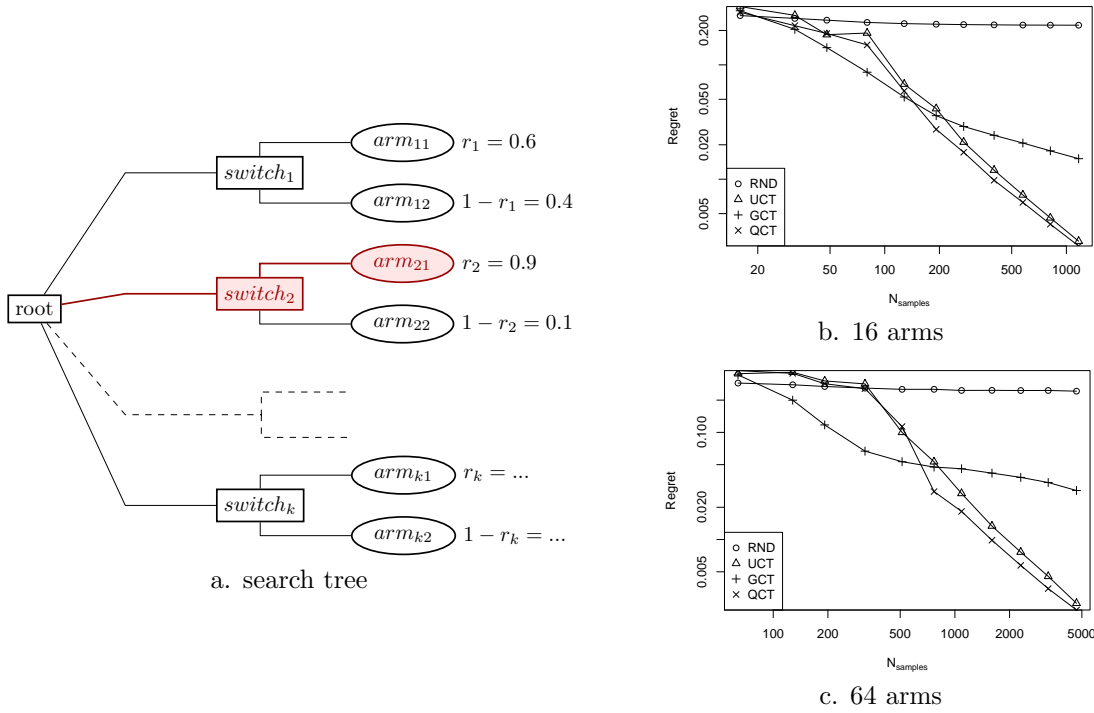 root
switch₁
arm₁₁
r₁ = 0.6
arm₁₂
1 − r₁ = 0.4
switch₂
arm₂₁
r₂ = 0.9
arm₂₂
1 − r₂ = 0.1
switchₖ
armₖ₁
rₖ = ...
armₖ₂
1 − rₖ = ...
a. search tree
Regret
0.200
0.050
0.020
0.005
RND
UCT
GCT
QCT
20 50 100 200 500 1000
N_samples
b. 16 arms
Regret
0.100
0.020
0.005
RND
UCT
GCT
QCT
100 200 500 1000 2000 5000
N_samples
c. 64 arms